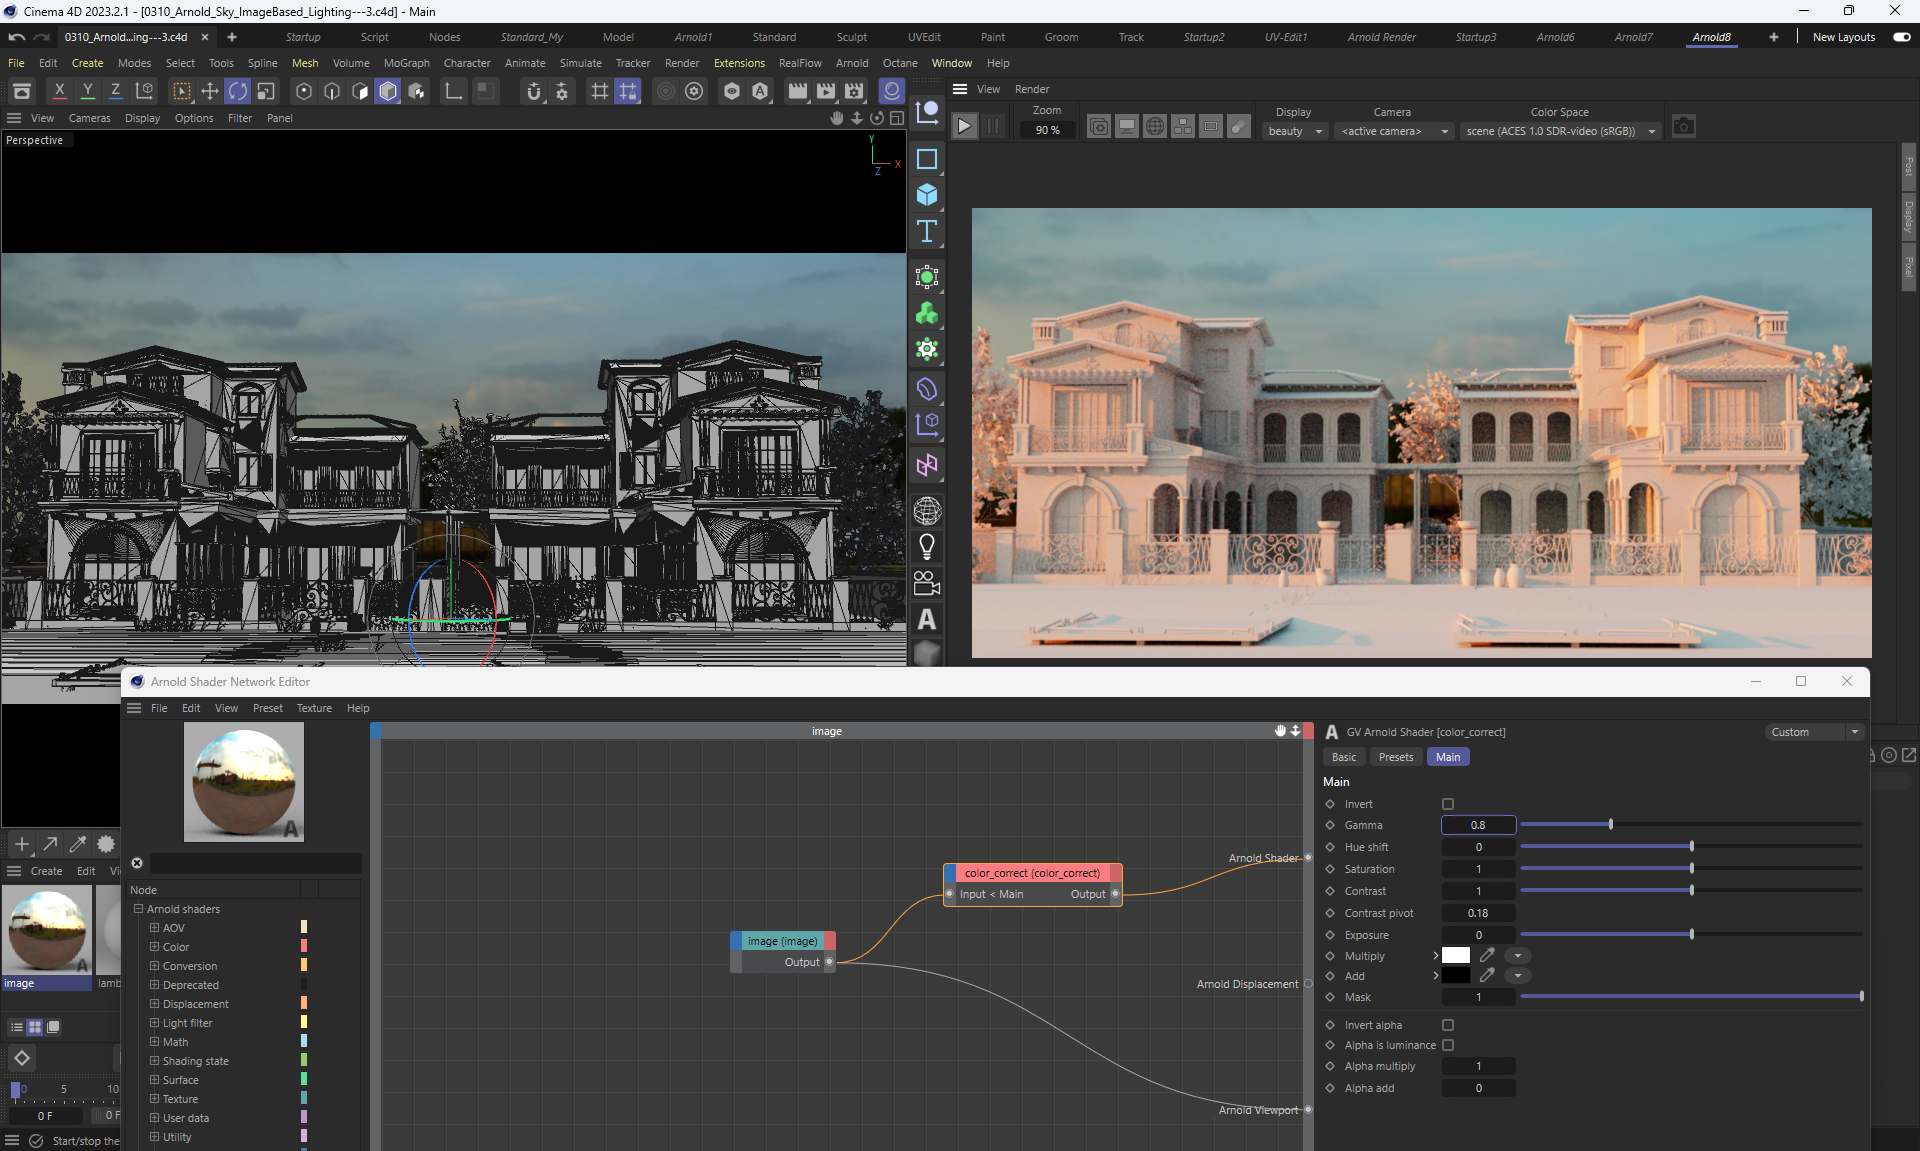 Cinema 4D 2023.2.1 - [0310_Arnold_Sky_ImageBased_Lighting---3.c4d] - Main
0310_Arnold...ing---3.c4d
Startup
Script
Nodes
Standard_My
Model
Arnold1
Standard
Sculpt
UVEdit
Paint
Groom
Track
Startup2
UV-Edit1
Arnold Render
Startup3
Arnold6
Arnold7
Arnold8
New Layouts
File Edit Create Modes Select Tools Spline Mesh Volume MoGraph Character Animate Simulate Tracker Render Extensions RealFlow Arnold Octane Window Help
X Y Z
View Cameras Display Options Filter Panel
Perspective
Y
X
Z
View Render
Zoom
90 %
Display
beauty
Camera
<active camera>
Color Space
scene (ACES 1.0 SDR-video (sRGB))
Post
Display
Pixel
Arnold Shader Network Editor
File Edit View Preset Texture Help
image
Node
Arnold shaders
AOV
Color
Conversion
Deprecated
Displacement
Light filter
Math
Shading state
Surface
Texture
User data
Utility
color_correct (color_correct)
Input < Main Output
image (image)
Output
Arnold Shader
Arnold Displacement
Arnold Viewport
GV Arnold Shader [color_correct]
Custom
Basic Presets Main
Main
Invert
Gamma 0.8
Hue shift 0
Saturation 1
Contrast 1
Contrast pivot 0.18
Exposure 0
Multiply
Add
Mask 1
Invert alpha
Alpha is luminance
Alpha multiply 1
Alpha add 0
Create Edit Vi
image
lamb
0 5 10
0 F 0 F
Start/stop the